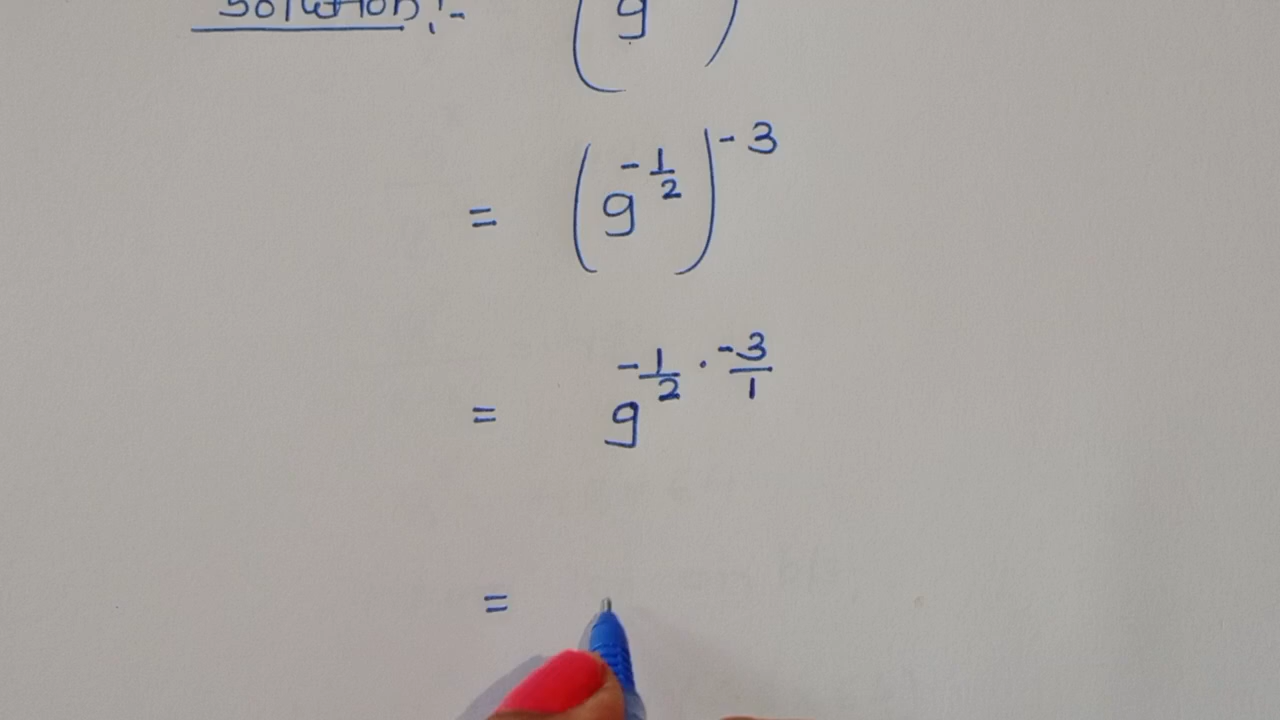 Solution:- (9 )
= (9^{-1/2})^{-3}
= 9^{-1/2 · -3/1}
=